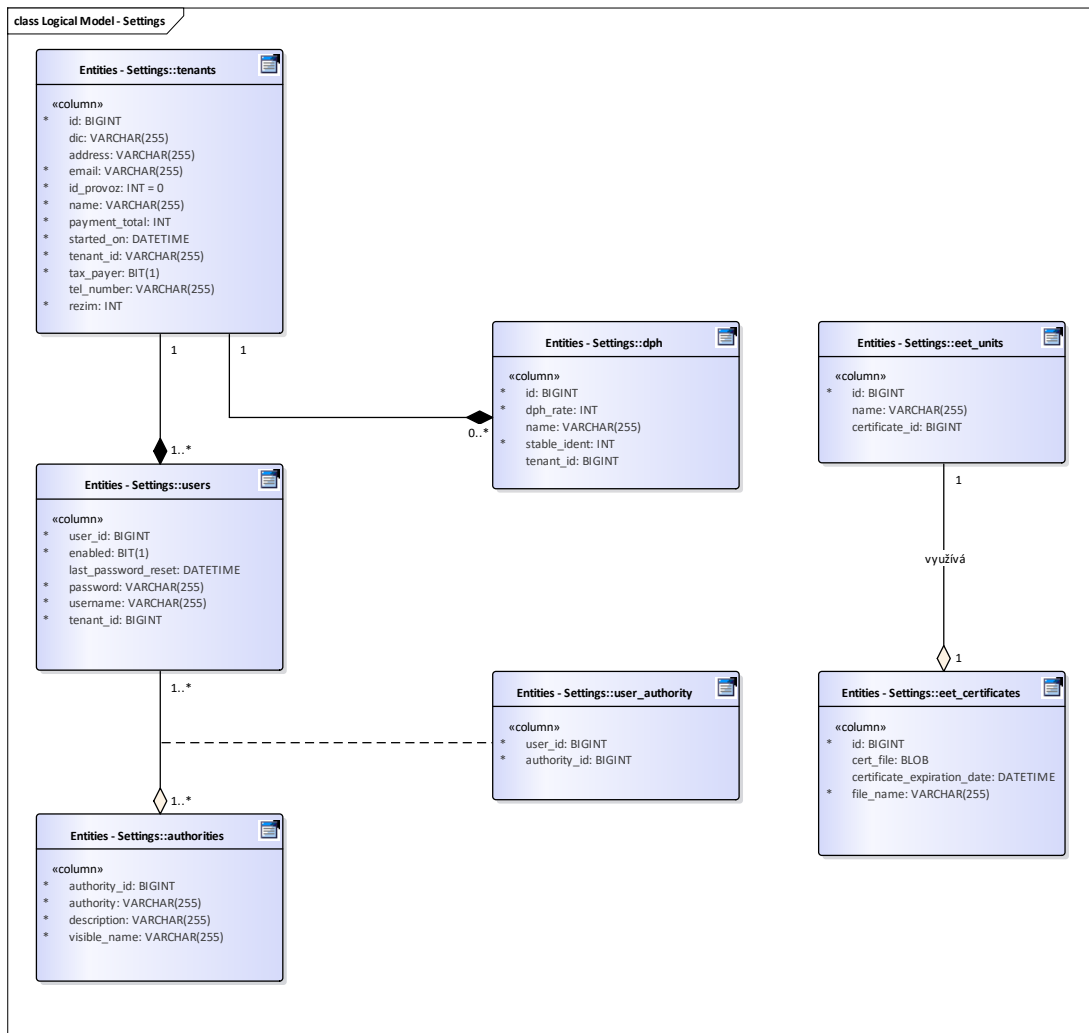 class Logical Model - Settings
Entities - Settings::tenants
«column»
* id: BIGINT
dic: VARCHAR(255)
address: VARCHAR(255)
* email: VARCHAR(255)
* id_provoz: INT = 0
* name: VARCHAR(255)
* payment_total: INT
* started_on: DATETIME
* tenant_id: VARCHAR(255)
* tax_payer: BIT(1)
tel_number: VARCHAR(255)
* rezim: INT
1
1
Entities - Settings::dph
«column»
* id: BIGINT
* dph_rate: INT
name: VARCHAR(255)
* stable_ident: INT
tenant_id: BIGINT
0..*
Entities - Settings::eet_units
«column»
* id: BIGINT
name: VARCHAR(255)
certificate_id: BIGINT
1..*
Entities - Settings::users
«column»
* user_id: BIGINT
* enabled: BIT(1)
last_password_reset: DATETIME
* password: VARCHAR(255)
* username: VARCHAR(255)
* tenant_id: BIGINT
1
využívá
1
1..*
Entities - Settings::user_authority
«column»
* user_id: BIGINT
* authority_id: BIGINT
Entities - Settings::eet_certificates
«column»
* id: BIGINT
cert_file: BLOB
certificate_expiration_date: DATETIME
* file_name: VARCHAR(255)
1..*
Entities - Settings::authorities
«column»
* authority_id: BIGINT
* authority: VARCHAR(255)
* description: VARCHAR(255)
* visible_name: VARCHAR(255)